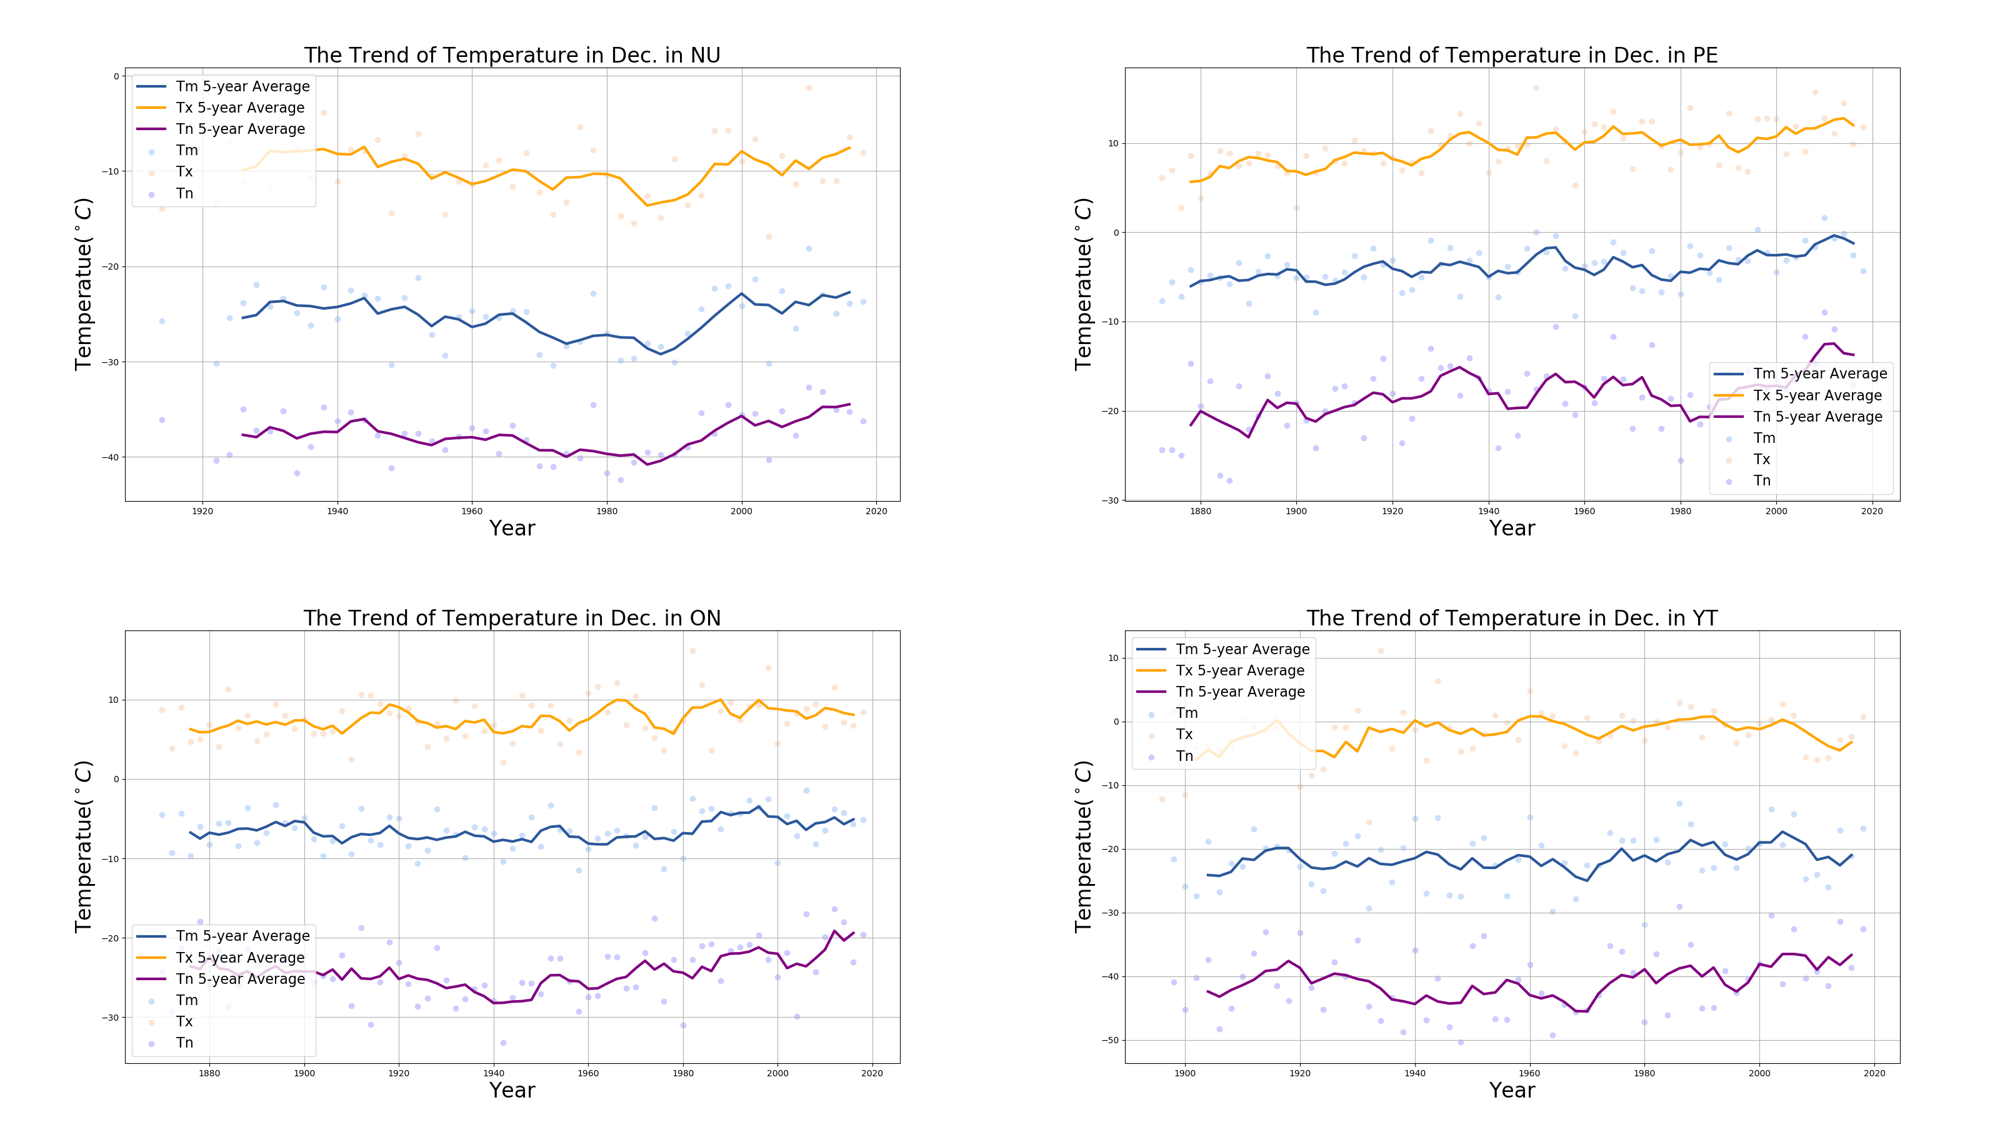 The Trend of Temperature in Dec. in NU
Temperatue(°C)
0
−10
−20
−30
−40
Tm 5-year Average
Tx 5-year Average
Tn 5-year Average
Tm
Tx
Tn
1920
1940
1960
1980
2000
2020
Year
The Trend of Temperature in Dec. in PE
Temperatue(°C)
10
0
−10
−20
−30
Tm 5-year Average
Tx 5-year Average
Tn 5-year Average
Tm
Tx
Tn
1880
1900
1920
1940
1960
1980
2000
2020
Year
The Trend of Temperature in Dec. in ON
Temperatue(°C)
10
0
−10
−20
−30
Tm 5-year Average
Tx 5-year Average
Tn 5-year Average
Tm
Tx
Tn
1880
1900
1920
1940
1960
1980
2000
2020
Year
The Trend of Temperature in Dec. in YT
Temperatue(°C)
10
0
−10
−20
−30
−40
−50
Tm 5-year Average
Tx 5-year Average
Tn 5-year Average
Tm
Tx
Tn
1900
1920
1940
1960
1980
2000
2020
Year